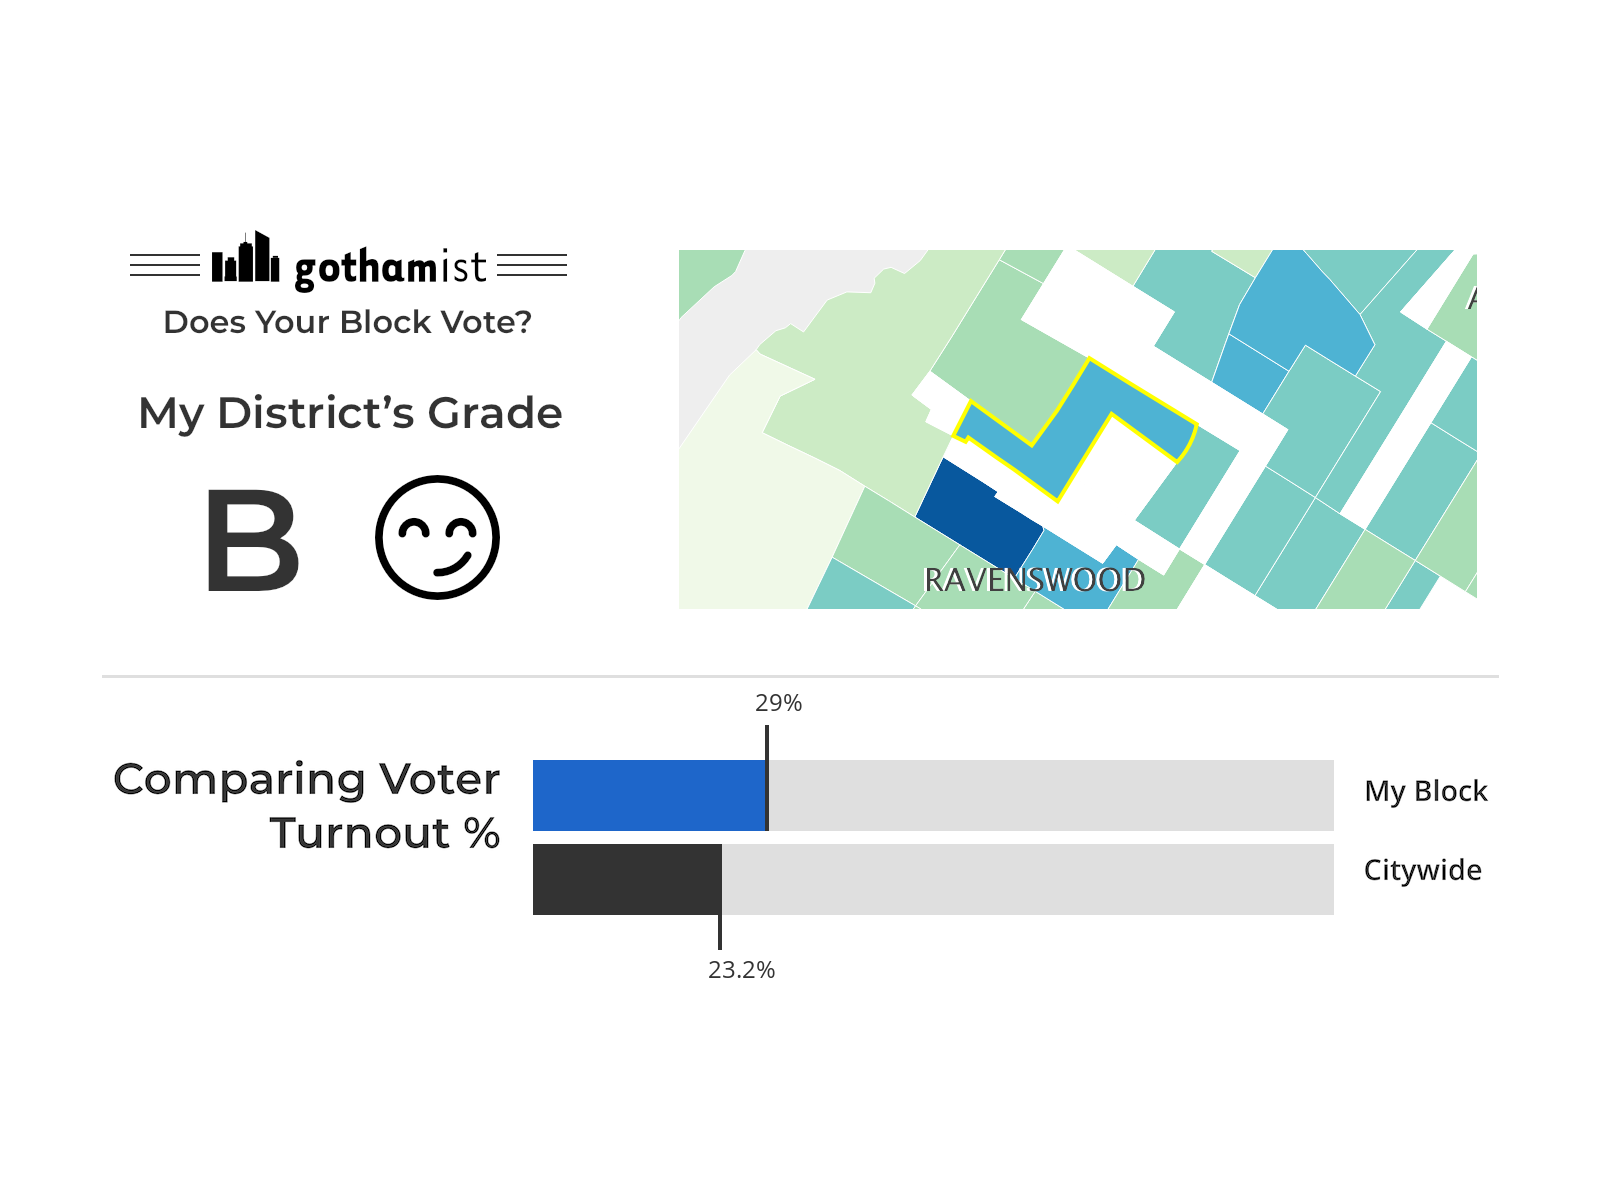 gothamist
Does Your Block Vote?
My District's Grade
B
A
RAVENSWOOD
29%
Comparing Voter
Turnout %
My Block
Citywide
23.2%